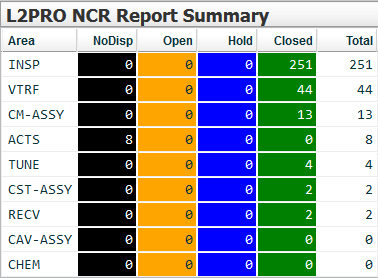 L2PRO NCR Report Summary
Area NoDisp Open Hold Closed Total
INSP 0 0 0 251 251
VTRF 0 0 0 44 44
CM-ASSY 0 0 0 13 13
ACTS 8 0 0 0 8
TUNE 0 0 0 4 4
CST-ASSY 0 0 0 2 2
RECV 0 0 0 2 2
CAV-ASSY 0 0 0 0 0
CHEM 0 0 0 0 0